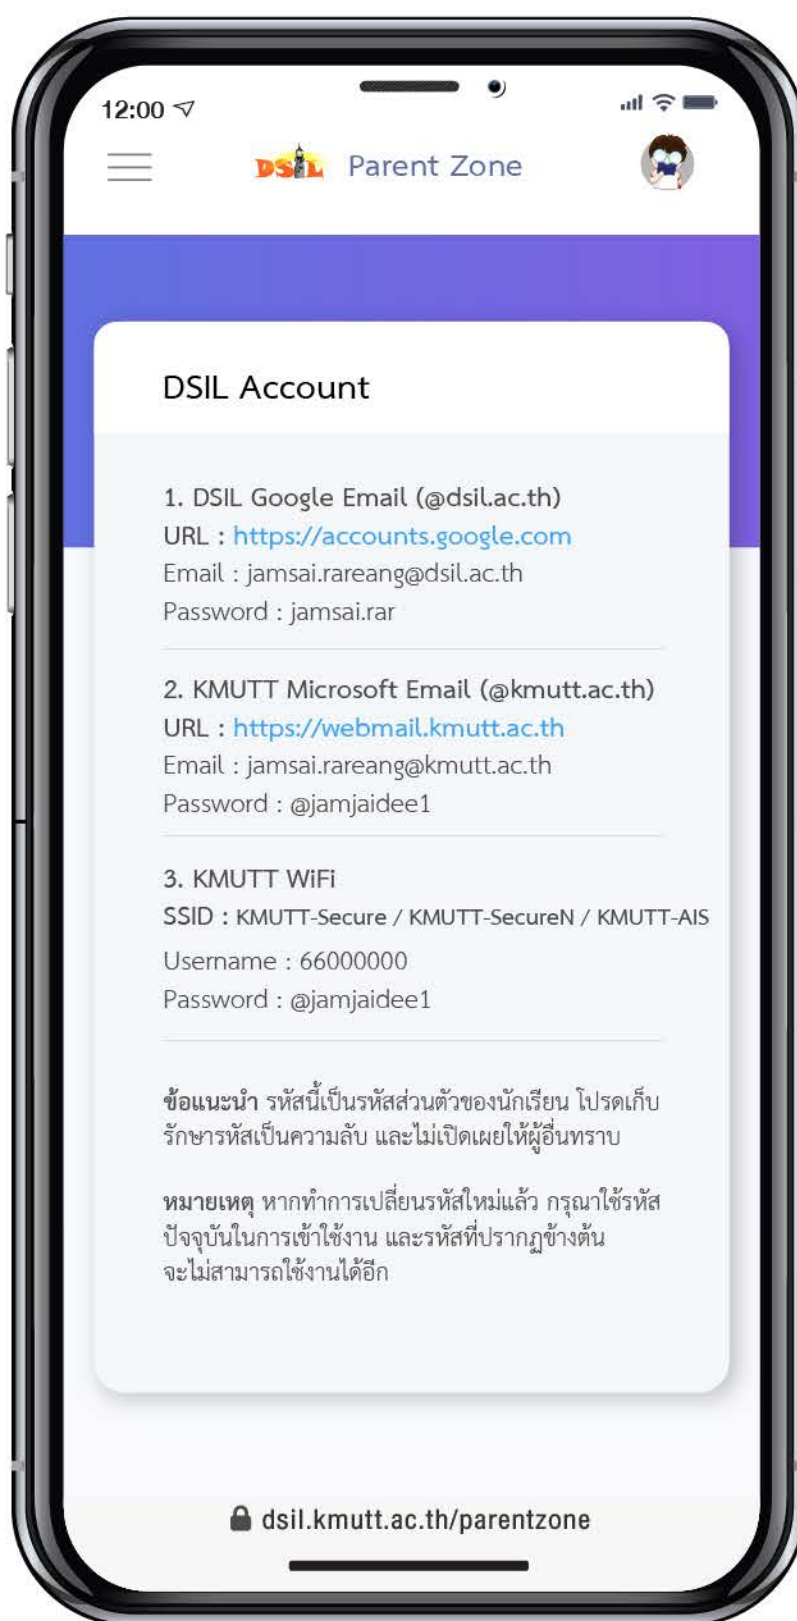 12:00
DSIL Parent Zone
DSIL Account
1. DSIL Google Email (@dsil.ac.th)
URL : https://accounts.google.com
Email : jamsai.rareang@dsil.ac.th
Password : jamsai.rar
2. KMUTT Microsoft Email (@kmutt.ac.th)
URL : https://webmail.kmutt.ac.th
Email : jamsai.rareang@kmutt.ac.th
Password : @jamjaidee1
3. KMUTT WiFi
SSID : KMUTT-Secure / KMUTT-SecureN / KMUTT-AIS
Username : 66000000
Password : @jamjaidee1
ข้อแนะนำ รหัสนี้เป็นรหัสส่วนตัวของนักเรียน โปรดเก็บ
รักษารหัสเป็นความลับ และไม่เปิดเผยให้ผู้อื่นทราบ
หมายเหตุ หากทำการเปลี่ยนรหัสใหม่แล้ว กรุณาใช้รหัส
ปัจจุบันในการเข้าใช้งาน และรหัสที่ปรากฏข้างต้น
จะไม่สามารถใช้งานได้อีก
dsil.kmutt.ac.th/parentzone